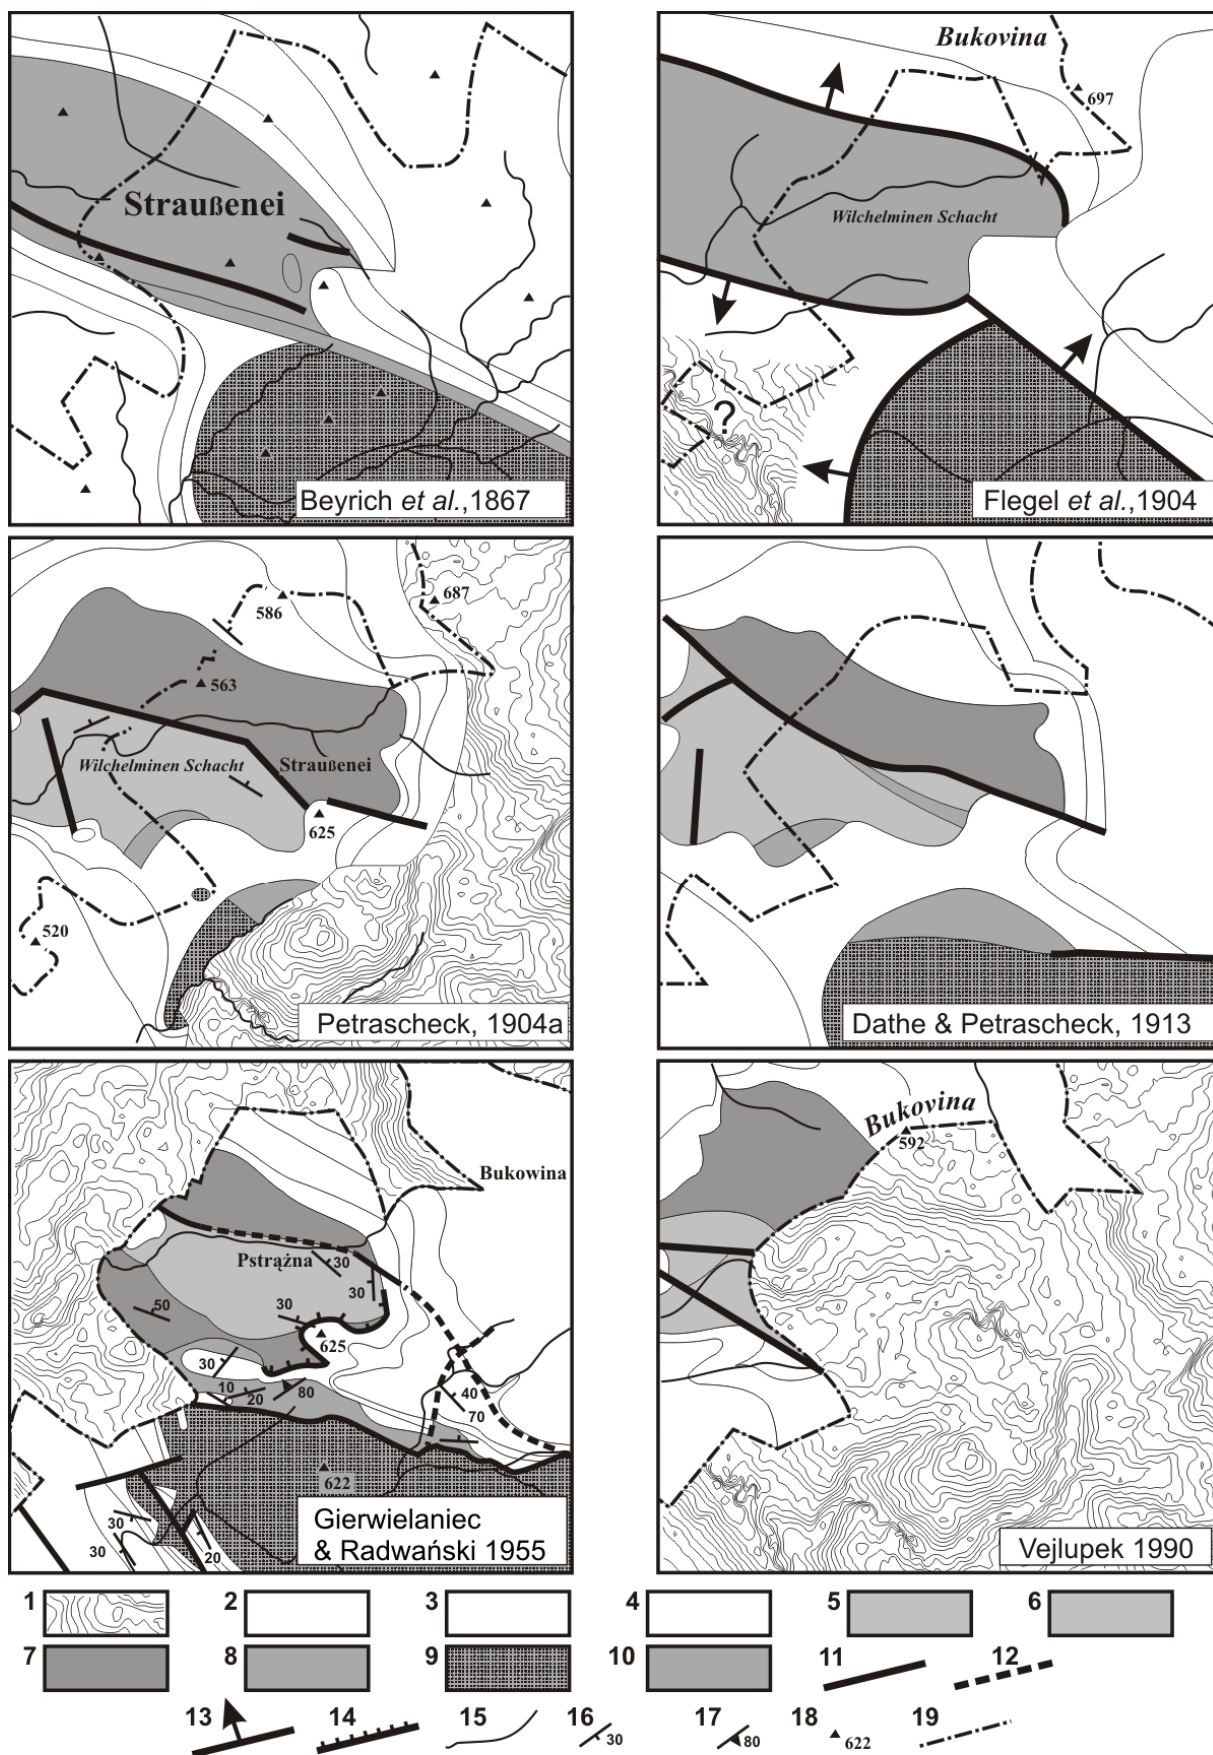 Straußenei
Beyrich et al.,1867
Bukovina
697
Wilchelminen Schacht
?
Flegel et al.,1904
586
687
563
Wilchelminen Schacht
Straußenei
625
520
Petrascheck, 1904a
Dathe & Petrascheck, 1913
Bukowina
Pstrążna
30
30
50
30
625
30
10
20
80
40
70
622
30
30
20
Gierwielaniec
& Radwański 1955
Bukovina
592
Vejlupek 1990
1 2 3 4 5 6
7 8 9 10 11 12
13 14 15 16 30 17 80 18 622 19